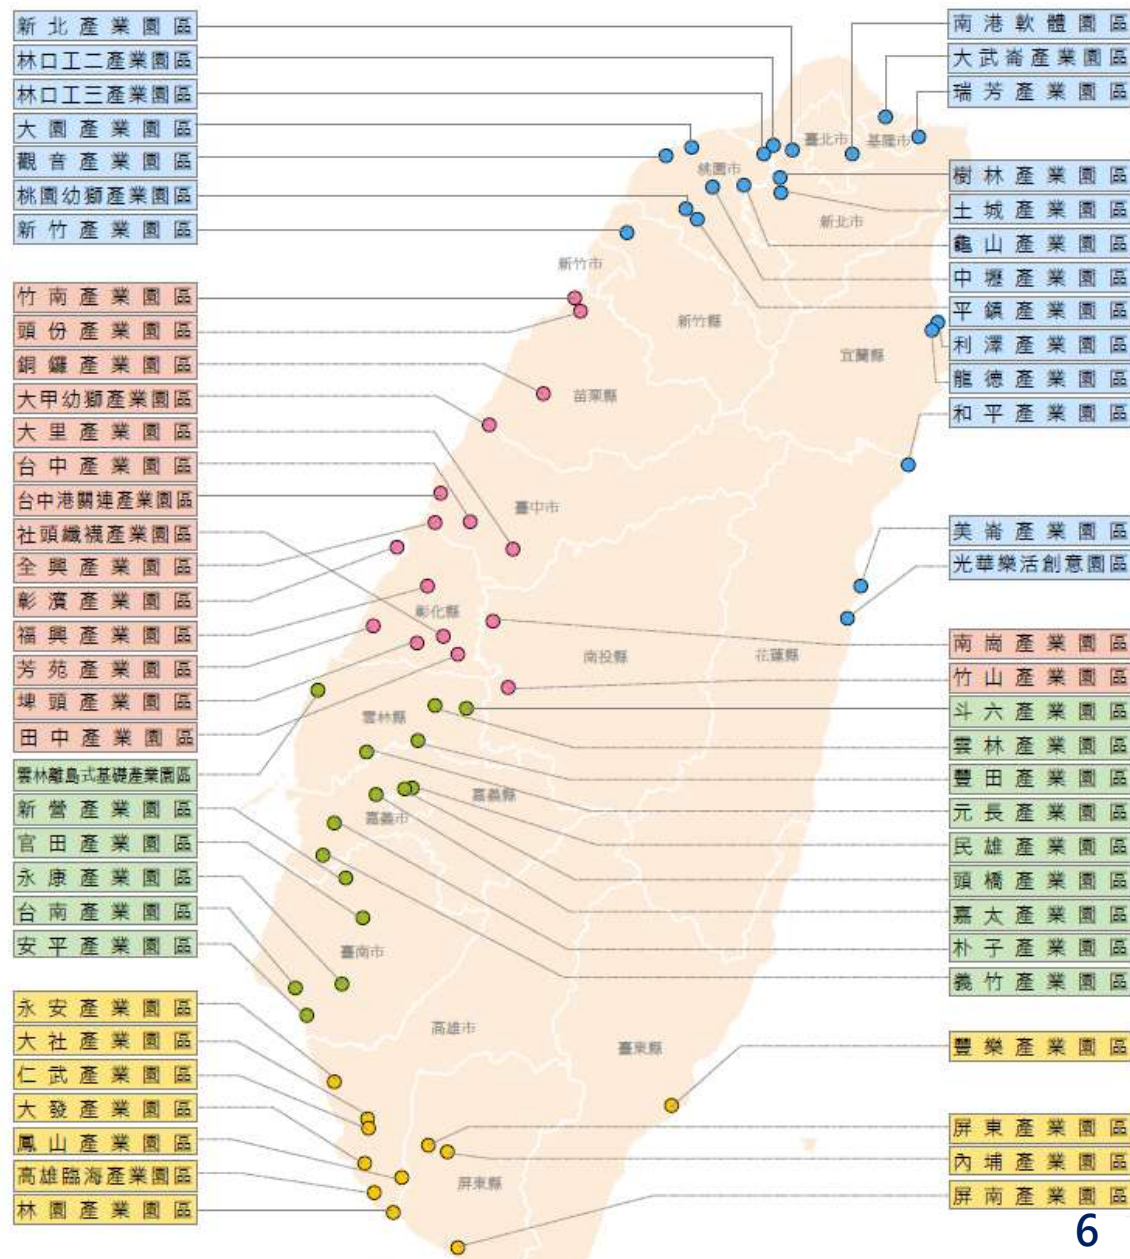 新北產業園區
林口工二產業園區
林口工三產業園區
大園產業園區
觀音產業園區
桃園幼獅產業園區
新竹產業園區
竹南產業園區
頭份產業園區
銅鑼產業園區
大甲幼獅產業園區
大里產業園區
台中產業園區
台中港關連產業園區
社頭織襪產業園區
全興產業園區
彰濱產業園區
福興產業園區
芳苑產業園區
埤頭產業園區
田中產業園區
雲林離島式基礎產業園區
新營產業園區
官田產業園區
永康產業園區
台南產業園區
安平產業園區
永安產業園區
大社產業園區
仁武產業園區
大發產業園區
鳳山產業園區
高雄臨海產業園區
林園產業園區
臺北市
基隆市
桃園市
新北市
新竹市
新竹縣
宜蘭縣
苗栗縣
臺中市
彰化縣
南投縣
花蓮縣
雲林縣
嘉義縣
嘉義市
臺南市
高雄市
臺東縣
屏東縣
南港軟體園區
大武崙產業園區
瑞芳產業園區
樹林產業園區
土城產業園區
龜山產業園區
中壢產業園區
平鎮產業園區
利澤產業園區
龍德產業園區
和平產業園區
美崙產業園區
光華樂活創意園區
南崗產業園區
竹山產業園區
斗六產業園區
雲林產業園區
豐田產業園區
元長產業園區
民雄產業園區
頭橋產業園區
嘉太產業園區
朴子產業園區
義竹產業園區
豐樂產業園區
屏東產業園區
內埔產業園區
屏南產業園區
6